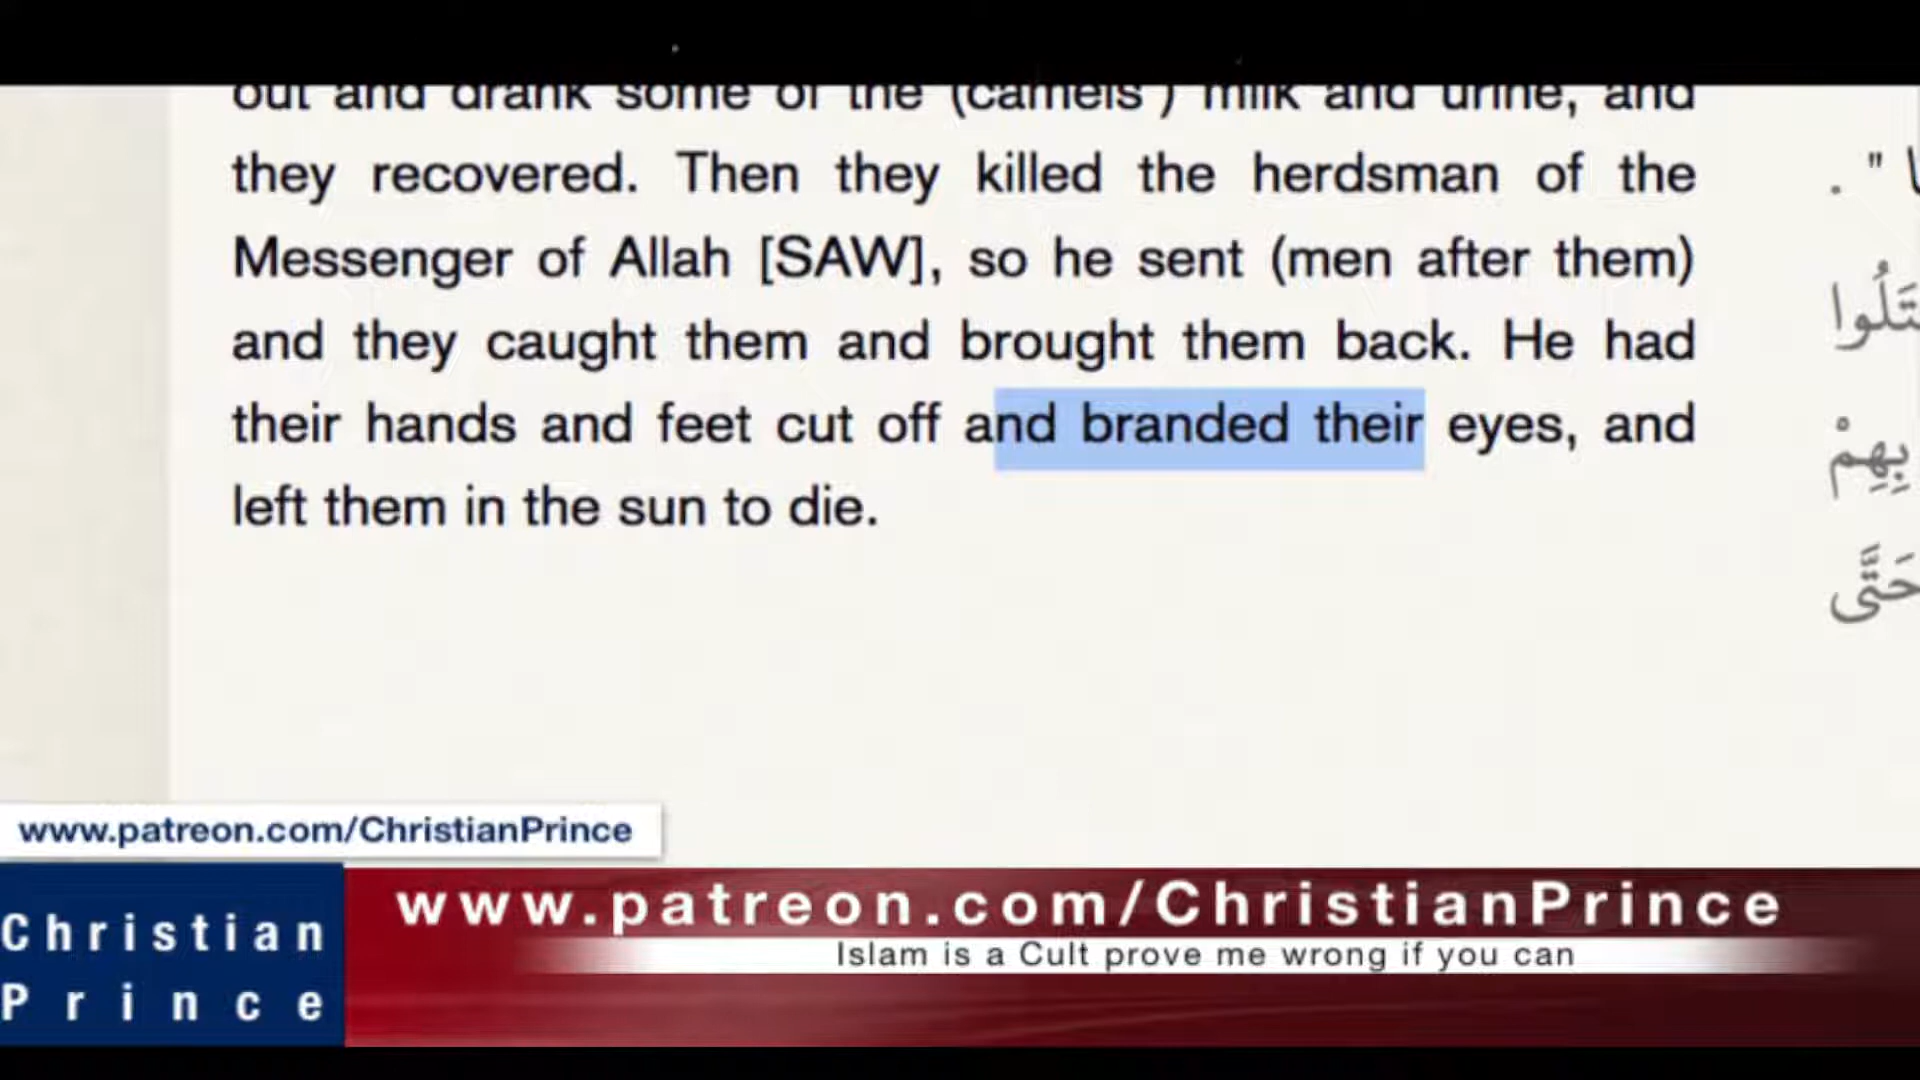 out and drank some of the (camels') milk and urine, and
they recovered. Then they killed the herdsman of the
Messenger of Allah [SAW], so he sent (men after them)
and they caught them and brought them back. He had
their hands and feet cut off and branded their eyes, and
left them in the sun to die.
تَلُوا
بِهِمْ
حَتَّى
www.patreon.com/ChristianPrince
Christian
Prince
www.patreon.com/ChristianPrince
Islam is a Cult prove me wrong if you can